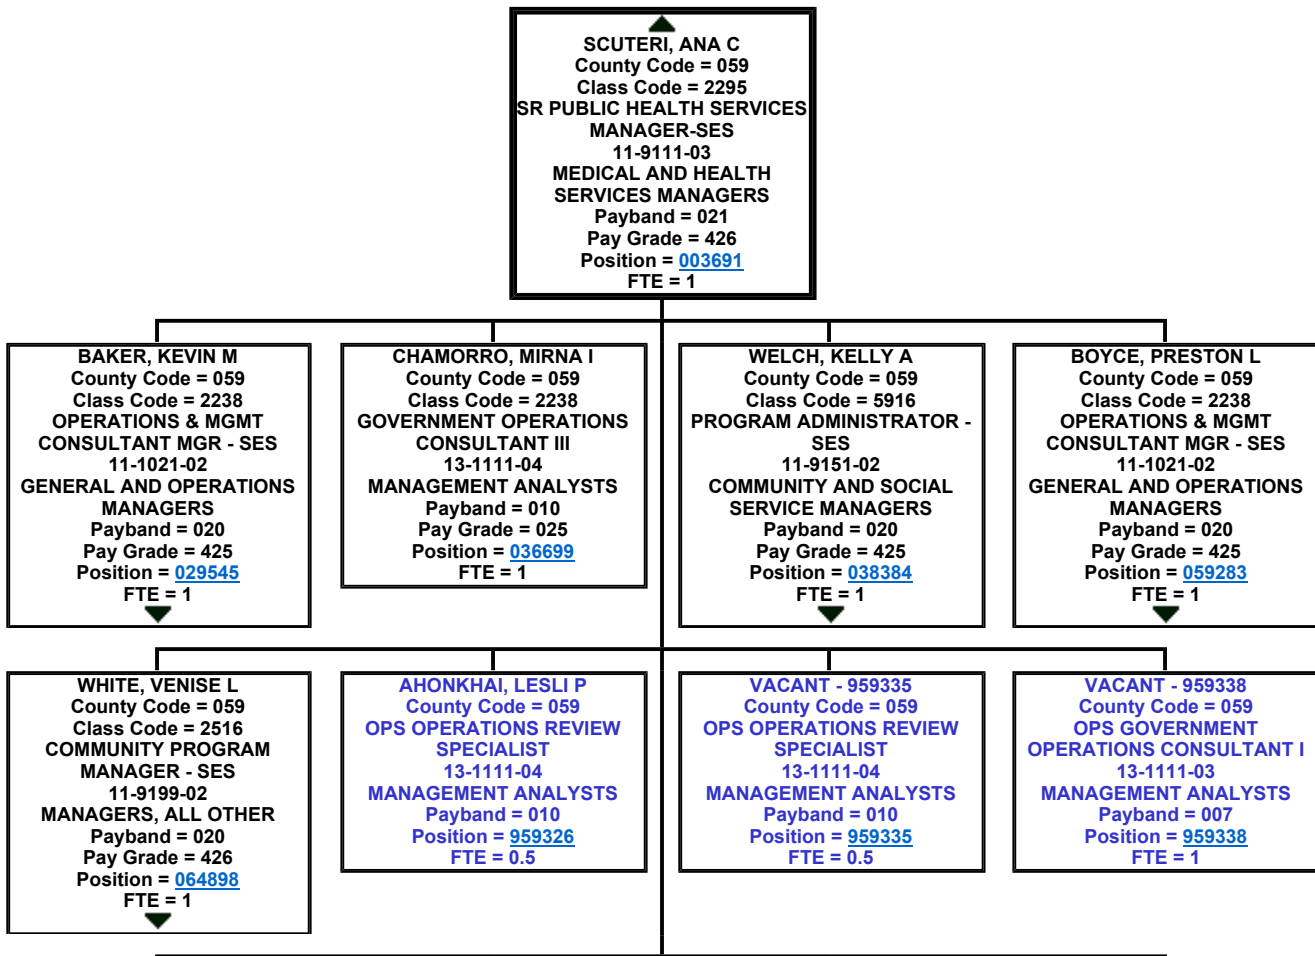 SCUTERI, ANA C
County Code = 059
Class Code = 2295
SR PUBLIC HEALTH SERVICES
MANAGER-SES
11-9111-03
MEDICAL AND HEALTH
SERVICES MANAGERS
Payband = 021
Pay Grade = 426
Position = 003691
FTE = 1
BAKER, KEVIN M
County Code = 059
Class Code = 2238
OPERATIONS & MGMT
CONSULTANT MGR - SES
11-1021-02
GENERAL AND OPERATIONS
MANAGERS
Payband = 020
Pay Grade = 425
Position = 029545
FTE = 1
CHAMORRO, MIRNA I
County Code = 059
Class Code = 2238
GOVERNMENT OPERATIONS
CONSULTANT III
13-1111-04
MANAGEMENT ANALYSTS
Payband = 010
Pay Grade = 025
Position = 036699
FTE = 1
WELCH, KELLY A
County Code = 059
Class Code = 5916
PROGRAM ADMINISTRATOR -
SES
11-9151-02
COMMUNITY AND SOCIAL
SERVICE MANAGERS
Payband = 020
Pay Grade = 425
Position = 038384
FTE = 1
BOYCE, PRESTON L
County Code = 059
Class Code = 2238
OPERATIONS & MGMT
CONSULTANT MGR - SES
11-1021-02
GENERAL AND OPERATIONS
MANAGERS
Payband = 020
Pay Grade = 425
Position = 059283
FTE = 1
WHITE, VENISE L
County Code = 059
Class Code = 2516
COMMUNITY PROGRAM
MANAGER - SES
11-9199-02
MANAGERS, ALL OTHER
Payband = 020
Pay Grade = 426
Position = 064898
FTE = 1
AHONKHAI, LESLI P
County Code = 059
OPS OPERATIONS REVIEW
SPECIALIST
13-1111-04
MANAGEMENT ANALYSTS
Payband = 010
Position = 959326
FTE = 0.5
VACANT - 959335
County Code = 059
OPS OPERATIONS REVIEW
SPECIALIST
13-1111-04
MANAGEMENT ANALYSTS
Payband = 010
Position = 959335
FTE = 0.5
VACANT - 959338
County Code = 059
OPS GOVERNMENT
OPERATIONS CONSULTANT I
13-1111-03
MANAGEMENT ANALYSTS
Payband = 007
Position = 959338
FTE = 1